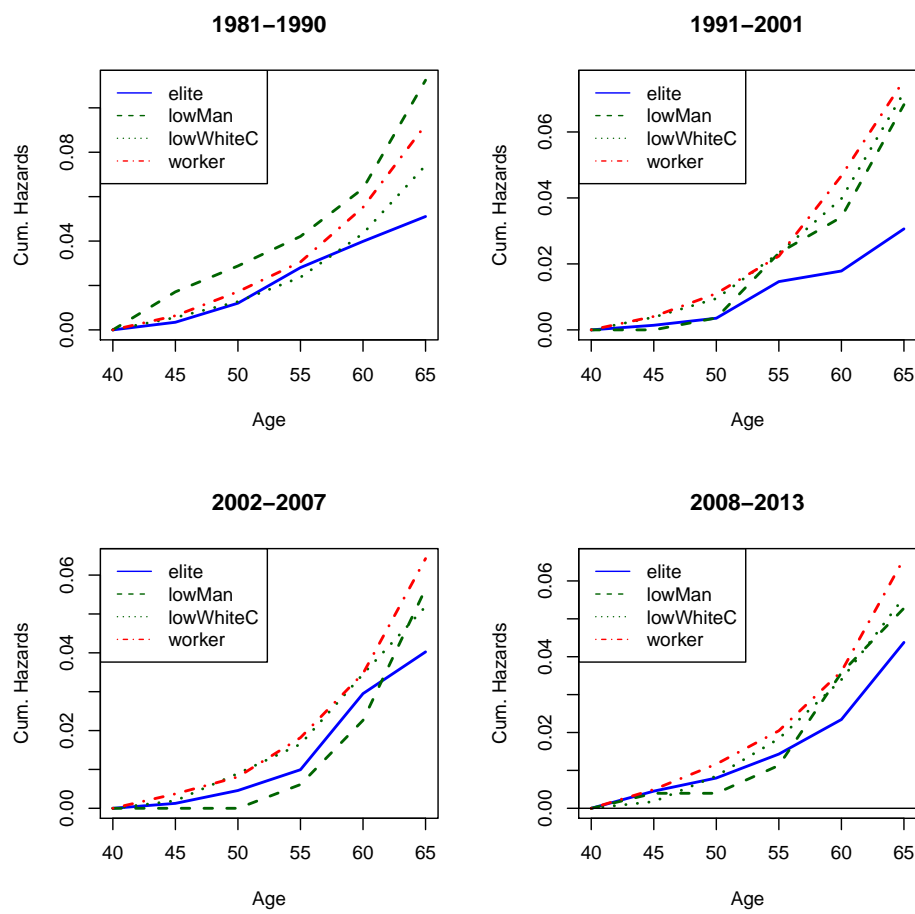 1981−1990
elite
lowMan
lowWhiteC
worker
0.00
0.04
0.08
Cum. Hazards
40 45 50 55 60 65
Age
1991−2001
elite
lowMan
lowWhiteC
worker
0.00
0.02
0.04
0.06
Cum. Hazards
40 45 50 55 60 65
Age
2002−2007
elite
lowMan
lowWhiteC
worker
0.00
0.02
0.04
0.06
Cum. Hazards
40 45 50 55 60 65
Age
2008−2013
elite
lowMan
lowWhiteC
worker
0.00
0.02
0.04
0.06
Cum. Hazards
40 45 50 55 60 65
Age